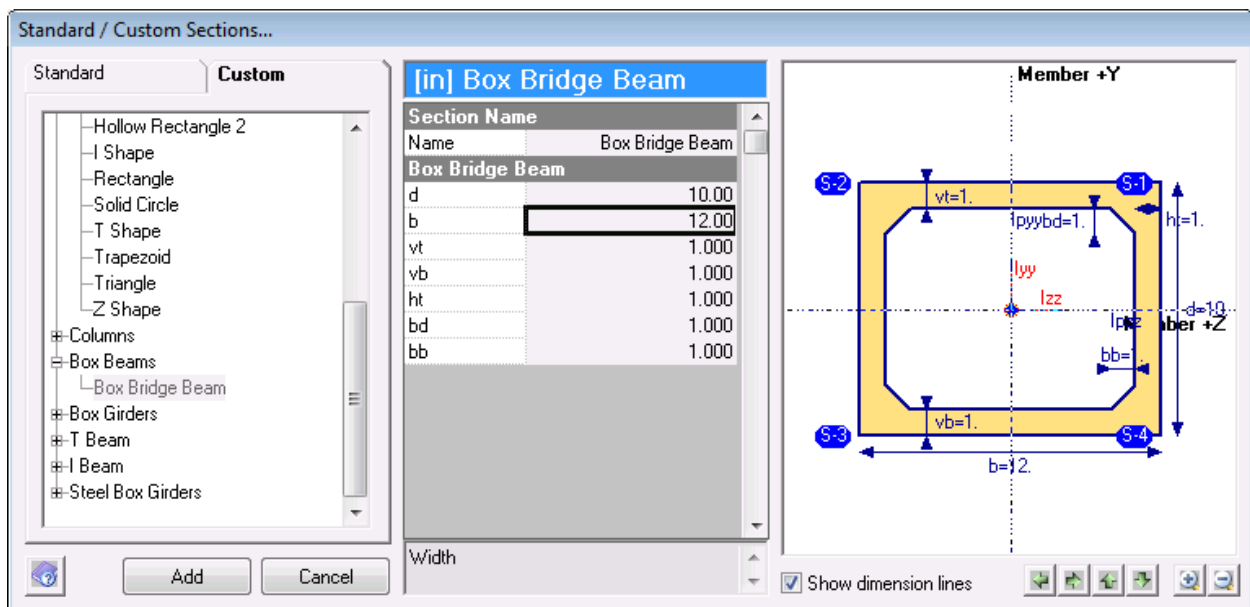 Standard / Custom Sections...
Standard
Custom
Hollow Rectangle 2
I Shape
Rectangle
Solid Circle
T Shape
Trapezoid
Triangle
Z Shape
Columns
Box Beams
Box Bridge Beam
Box Girders
T Beam
I Beam
Steel Box Girders
Add
Cancel
[in] Box Bridge Beam
Section Name
Name Box Bridge Beam
Box Bridge Beam
d 10.00
b 12.00
vt 1.000
vb 1.000
ht 1.000
bd 1.000
bb 1.000
Width
Member +Y
S-2
S-1
vt=1.
ht=1.
Ipyybd=1.
Iyy
Izz
d=10.
ber +Z
bb=1.
vb=1.
S-3
S-4
b=12.
Show dimension lines